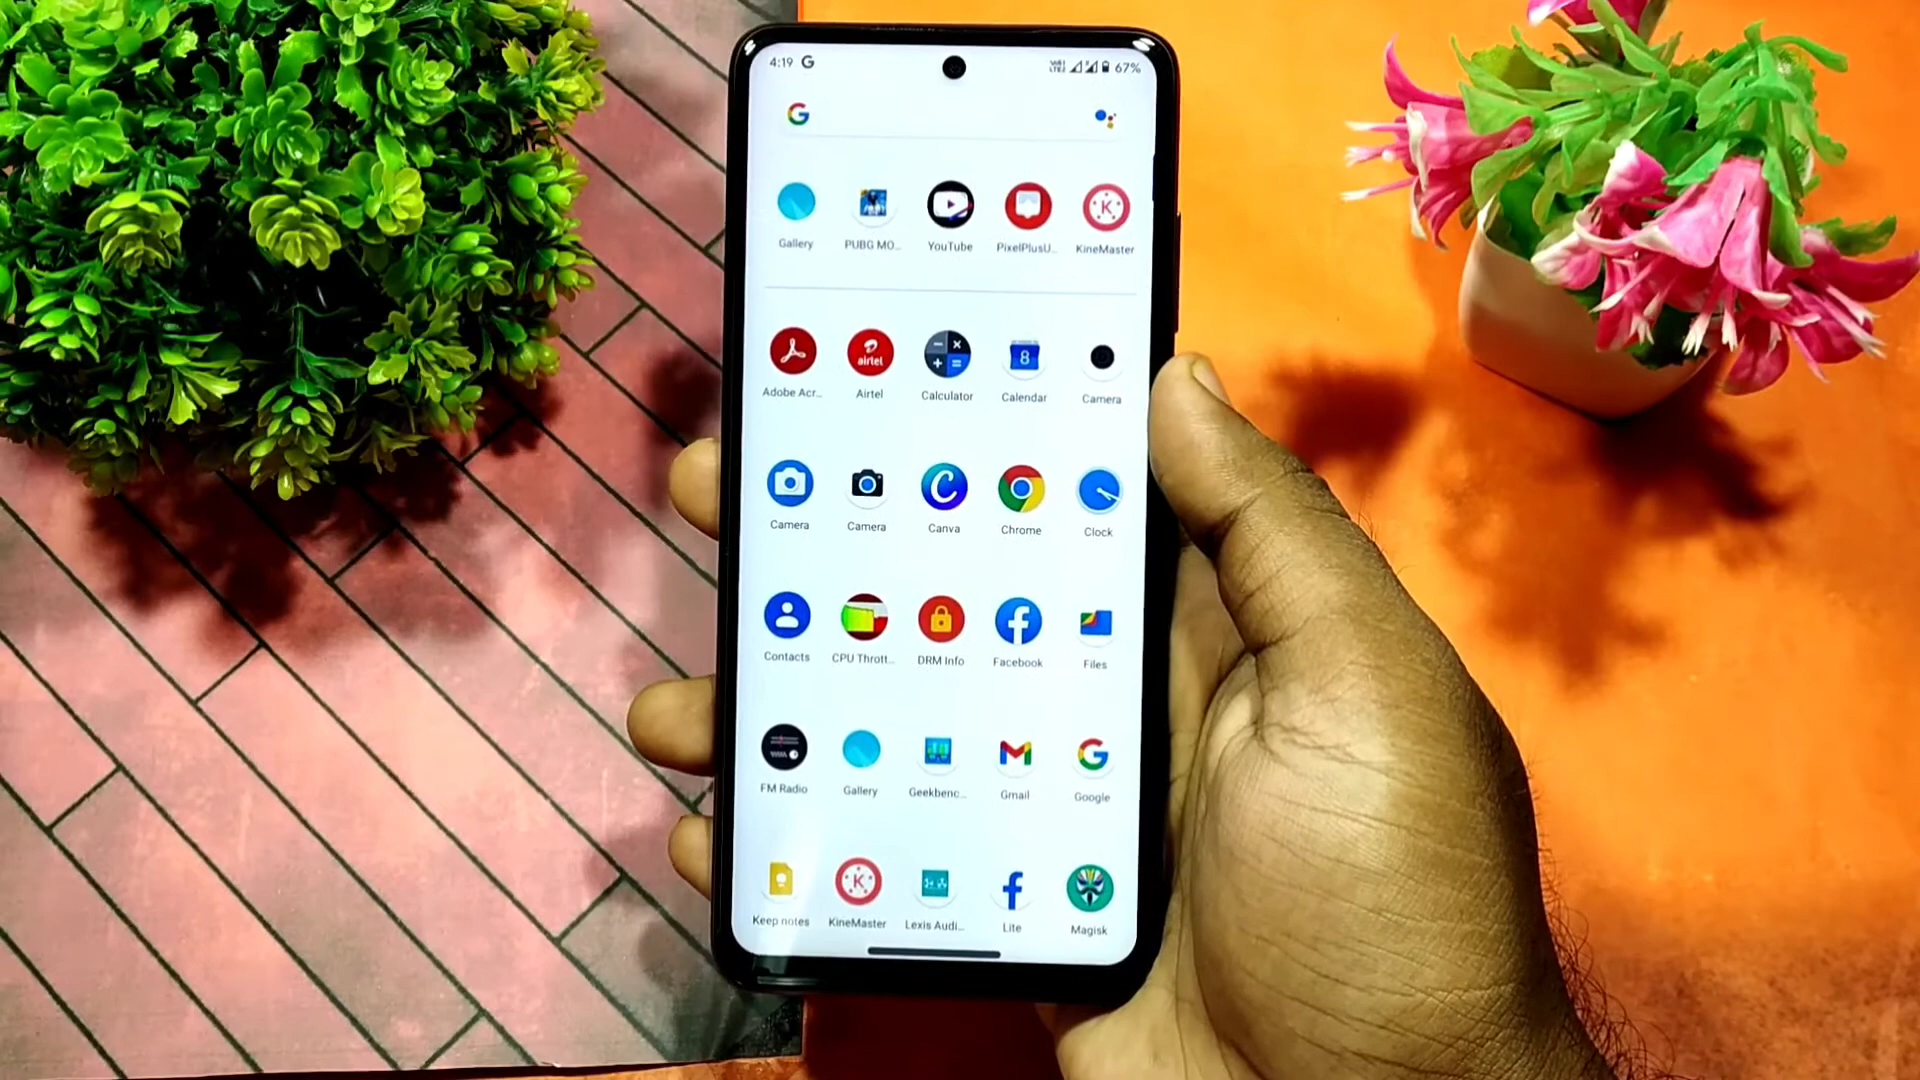 4:19 67%
Gallery PUBG MO... YouTube PixelPlusU... KineMaster
airtel 8
Adobe Acr... Airtel Calculator Calendar Camera
Camera Camera Canva Chrome Clock
Contacts CPU Thrott... DRM Info Facebook Files
FM Radio Gallery Geekbenc... Gmail Google
Keep notes KineMaster Lexis Audi... Lite Magisk